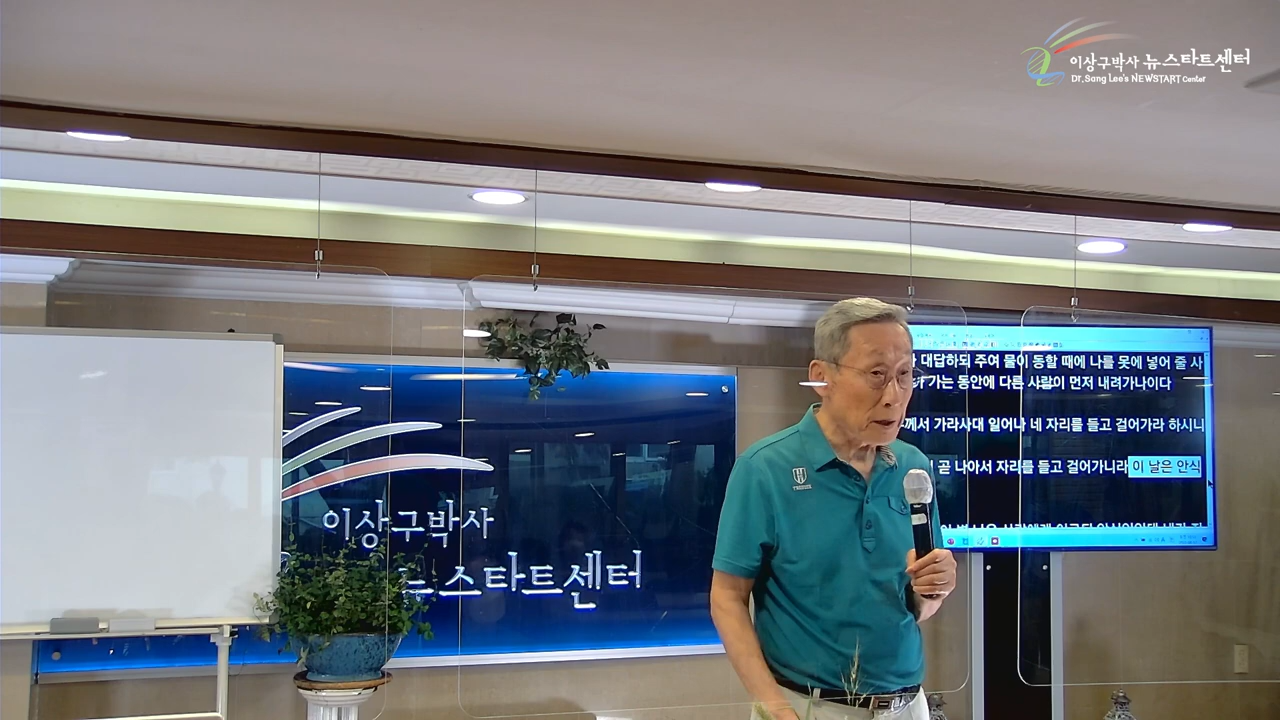 이상구박사 뉴스타트센터
Dr. Sang Lee's NEWSTART Center
대답하되 주여 물이 동할 때에 나를 못에 넣어 줄 사
가는 동안에 다른 사람이 먼저 내려가나이다
께서 가라사대 일어나 네 자리를 들고 걸어가라 하시니
곧 나아서 자리를 들고 걸어가니라 이 날은 안식
이상구박사
뉴스타트센터